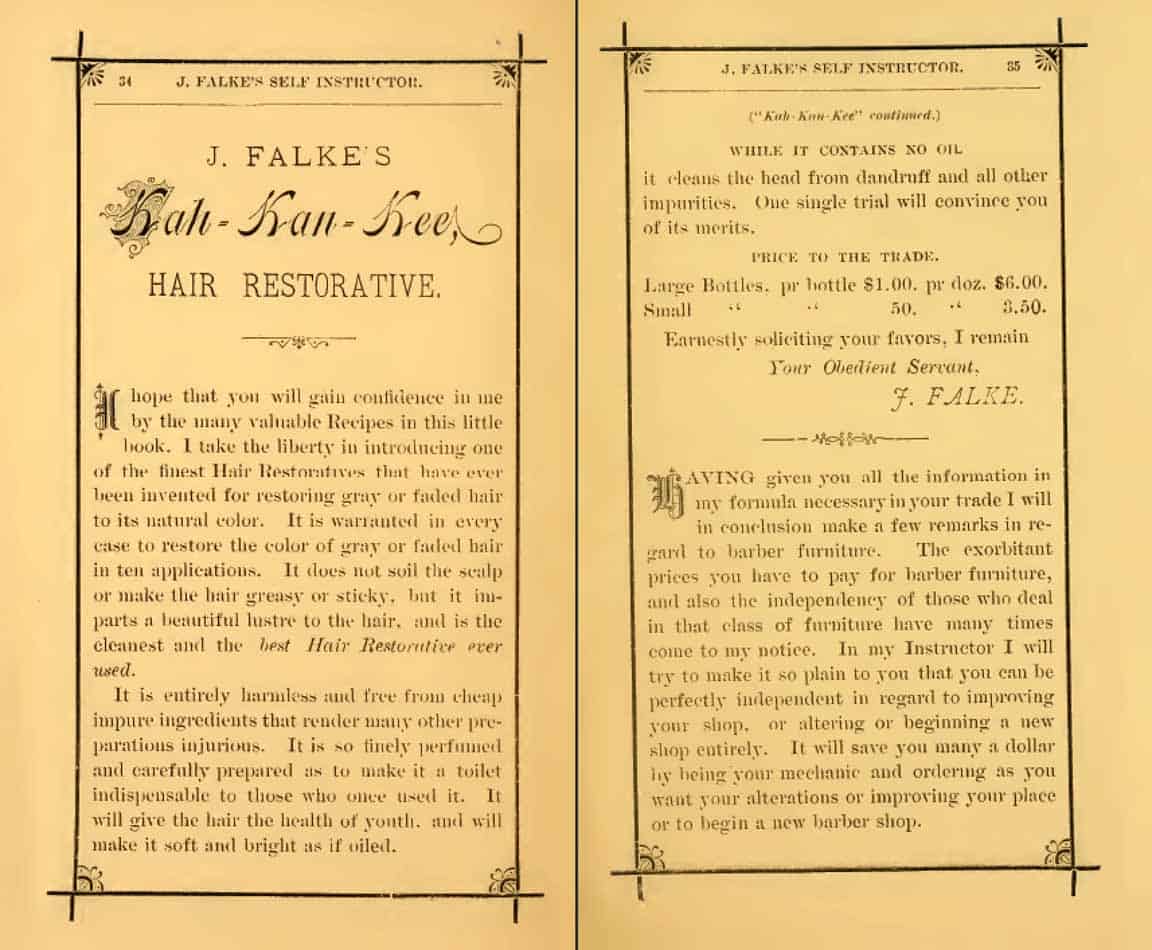 34 J. FALKE'S SELF INSTRUCTOR.
J. FALKE'S
Kah-Kan-Kee,
HAIR RESTORATIVE.
I hope that you will gain confidence in me
by the many valuable Recipes in this little
book. I take the liberty in introducing one
of the finest Hair Restoratives that have ever
been invented for restoring gray or faded hair
to its natural color. It is warranted in every
case to restore the color of gray or faded hair
in ten applications. It does not soil the scalp
or make the hair greasy or sticky, but it im-
parts a beautiful lustre to the hair, and is the
cleanest and the best Hair Restorative ever
used.
It is entirely harmless and free from cheap
impure ingredients that render many other pre-
parations injurious. It is so finely perfumed
and carefully prepared as to make it a toilet
indispensable to those who once used it. It
will give the hair the health of youth, and will
make it soft and bright as if oiled.
J. FALKE'S SELF INSTRUCTOR. 35
("Kah-Kan-Kee" continued.)
WHILE IT CONTAINS NO OIL
it cleans the head from dandruff and all other
impurities. One single trial will convince you
of its merits.
PRICE TO THE TRADE.
Large Bottles, pr bottle $1.00. pr doz. $6.00.
Small " " 50. " 3.50.
Earnestly soliciting your favors, I remain
Your Obedient Servant,
J. FALKE.
HAVING given you all the information in
my formula necessary in your trade I will
in conclusion make a few remarks in re-
gard to barber furniture. The exorbitant
prices you have to pay for barber furniture,
and also the independency of those who deal
in that class of furniture have many times
come to my notice. In my Instructor I will
try to make it so plain to you that you can be
perfectly independent in regard to improving
your shop, or altering or beginning a new
shop entirely. It will save you many a dollar
by being your mechanic and ordering as you
want your alterations or improving your place
or to begin a new barber shop.